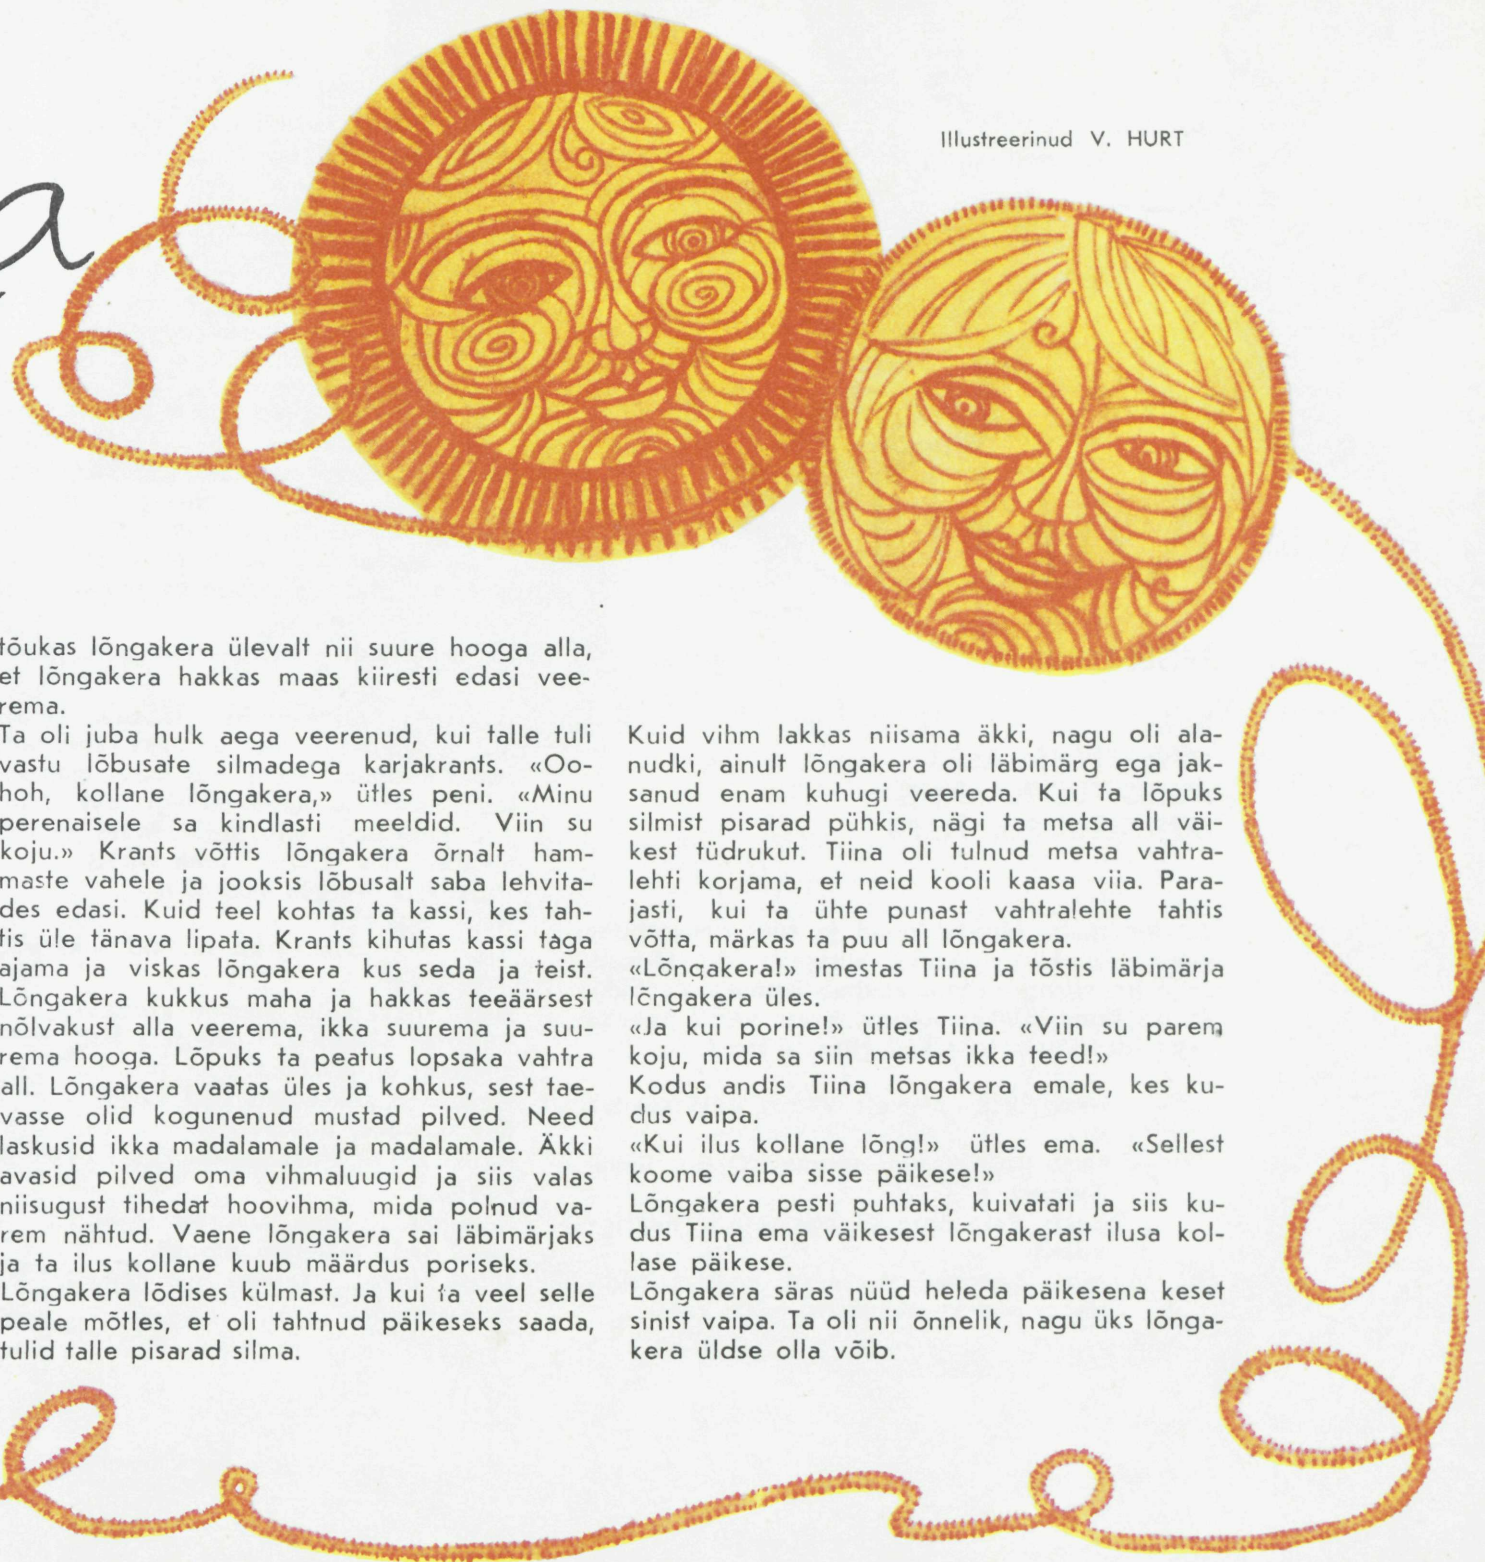 a
Illustreerinud V. HURT
tõukas lõngakera ülevalt nii suure hooga alla,
et lõngakera hakkas maas kiiresti edasi vee-
rema.
Ta oli juba hulk aega veerenud, kui talle tuli
vastu lõbusate silmadega karjakrants. «Oo-
hoh, kollane lõngakera,» ütles peni. «Minu
perenaisele sa kindlasti meeldid. Viin su
koju.» Krants võttis lõngakera õrnalt ham-
maste vahele ja jooksis lõbusalt saba lehvita-
des edasi. Kuid teel kohtas ta kassi, kes tah-
tis üle tänava lipata. Krants kihutas kassi taga
ajama ja viskas lõngakera kus seda ja teist.
Lõngakera kukkus maha ja hakkas teeäärsest
nõlvakust alla veerema, ikka suurema ja suu-
rema hooga. Lõpuks ta peatus lopsaka vahtra
all. Lõngakera vaatas üles ja kohkus, sest tae-
vasse olid kogunenud mustad pilved. Need
laskusid ikka madalamale ja madalamale. Äkki
avasid pilved oma vihmaluugid ja siis valas
niisugust tihedat hoovihma, mida polnud va-
rem nähtud. Vaene lõngakera sai läbimärjaks
ja ta ilus kollane kuub määrdus poriseks.
Lõngakera lõdises külmast. Ja kui ta veel selle
peale mõtles, et oli tahtnud päikeseks saada,
tulid talle pisarad silma.
Kuid vihm lakkas niisama äkki, nagu oli ala-
nudki, ainult lõngakera oli läbimärg ega jak-
sanud enam kuhugi veereda. Kui ta lõpuks
silmist pisarad pühkis, nägi ta metsa all väi-
kest tüdrukut. Tiina oli tulnud metsa vahtra-
lehti korjama, et neid kooli kaasa viia. Para-
jasti, kui ta ühte punast vahtralehte tahtis
võtta, märkas ta puu all lõngakera.
«Lõngakera!» imestas Tiina ja tõstis läbimärja
lõngakera üles.
«Ja kui porine!» ütles Tiina. «Viin su parem
koju, mida sa siin metsas ikka teed!»
Kodus andis Tiina lõngakera emale, kes ku-
dus vaipa.
«Kui ilus kollane lõng!» ütles ema. «Sellest
koome vaiba sisse päikese!»
Lõngakera pesti puhtaks, kuivatati ja siis ku-
dus Tiina ema väikesest lõngakerast ilusa kol-
lase päikese.
Lõngakera säras nüüd heleda päikesena keset
sinist vaipa. Ta oli nii õnnelik, nagu üks lõnga-
kera üldse olla võib.